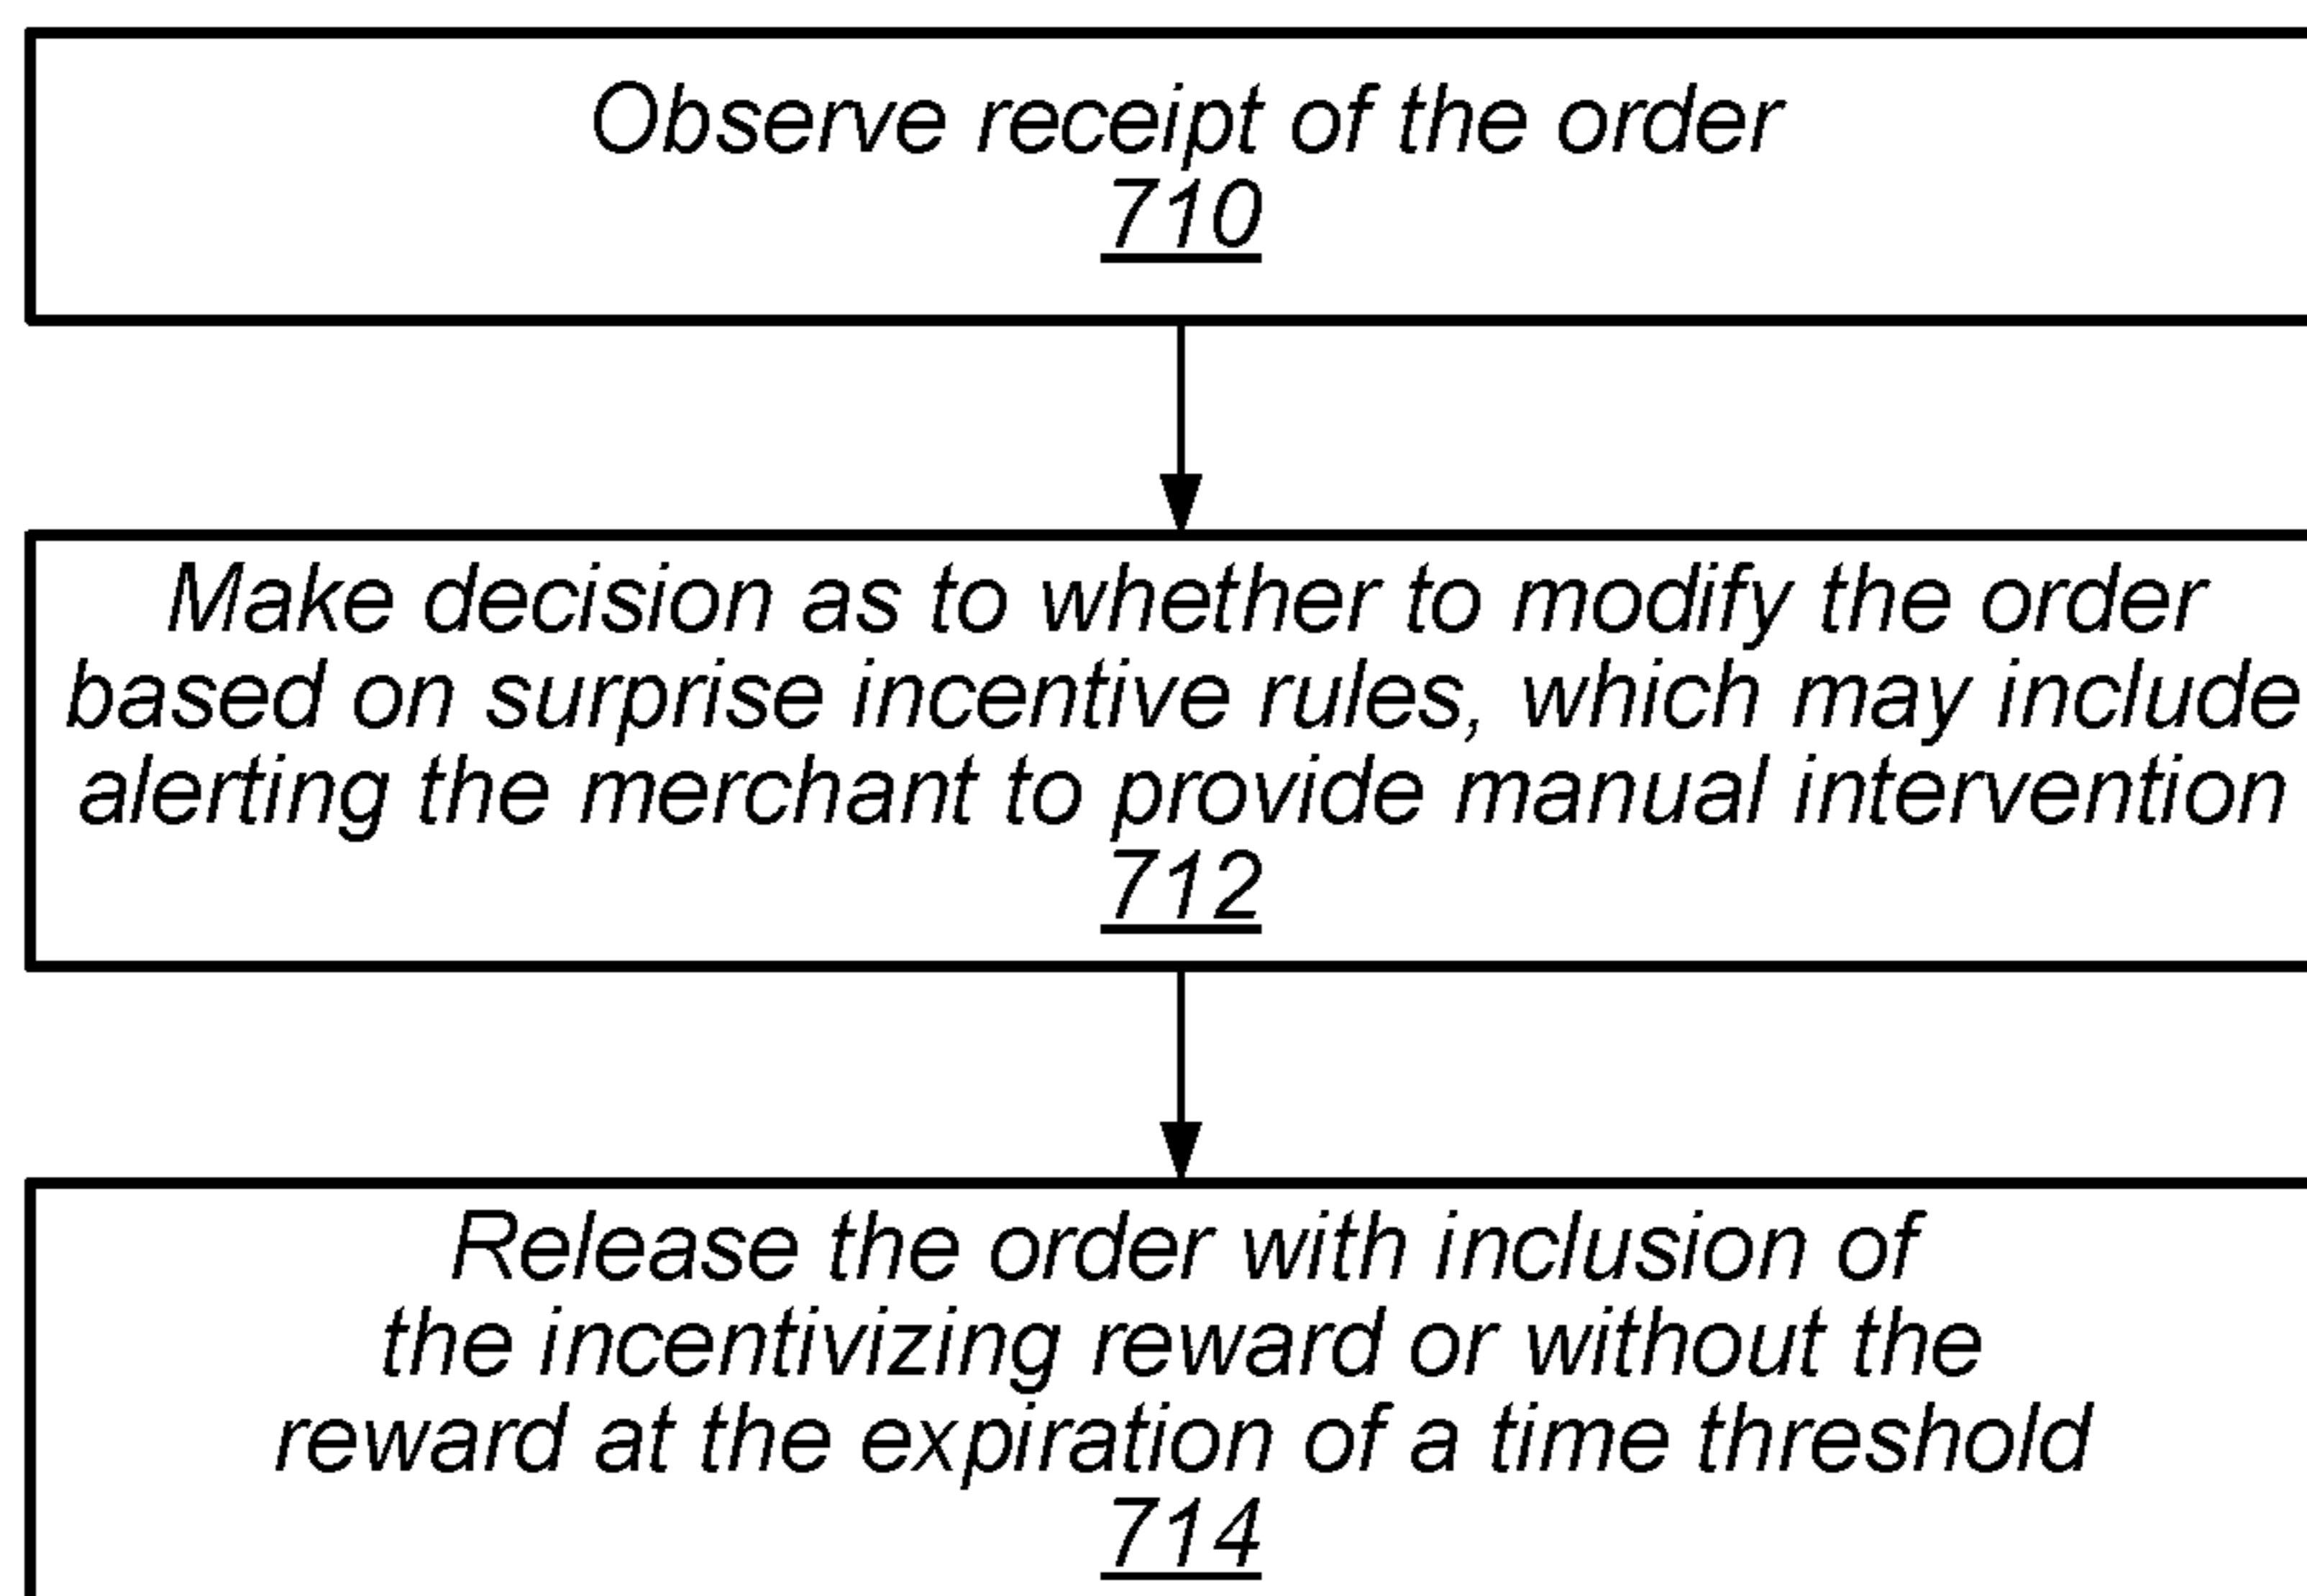 Observe receipt of the order
710
Make decision as to whether to modify the order
based on surprise incentive rules, which may include
alerting the merchant to provide manual intervention
712
Release the order with inclusion of
the incentivizing reward or without the
reward at the expiration of a time threshold
714